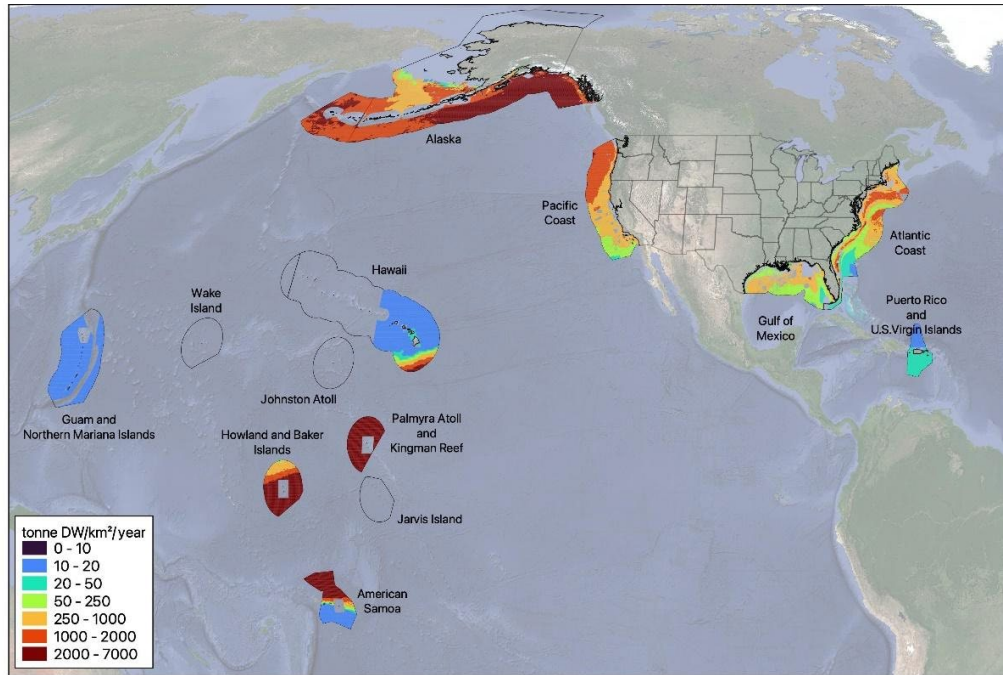 Alaska
Pacific
Coast
Atlantic
Coast
Hawaii
Wake
Island
Puerto Rico
and
U.S.Virgin Islands
Gulf of
Mexico
Johnston Atoll
Guam and
Northern Mariana Islands
Palmyra Atoll
and
Kingman Reef
Howland and Baker
Islands
Jarvis Island
American
Samoa
tonne DW/km²/year
0 - 10
10 - 20
20 - 50
50 - 250
250 - 1000
1000 - 2000
2000 - 7000